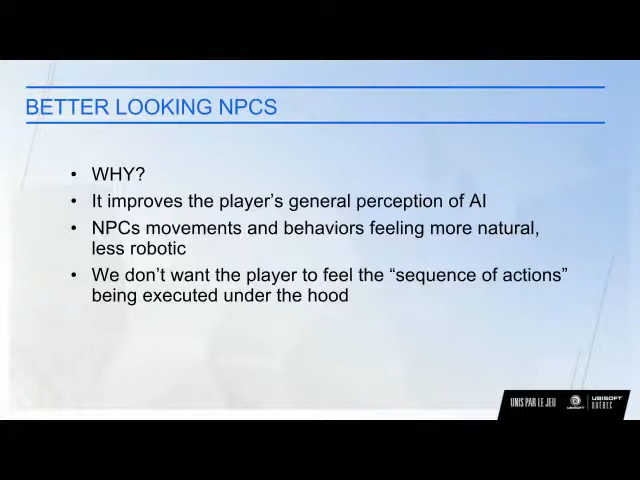 BETTER LOOKING NPCS
• WHY?
• It improves the player's general perception of AI
• NPCs movements and behaviors feeling more natural,
less robotic
• We don't want the player to feel the “sequence of actions”
being executed under the hood
UNIS PAR LE JEU
UBISOFT
UBISOFT
QUÉBEC